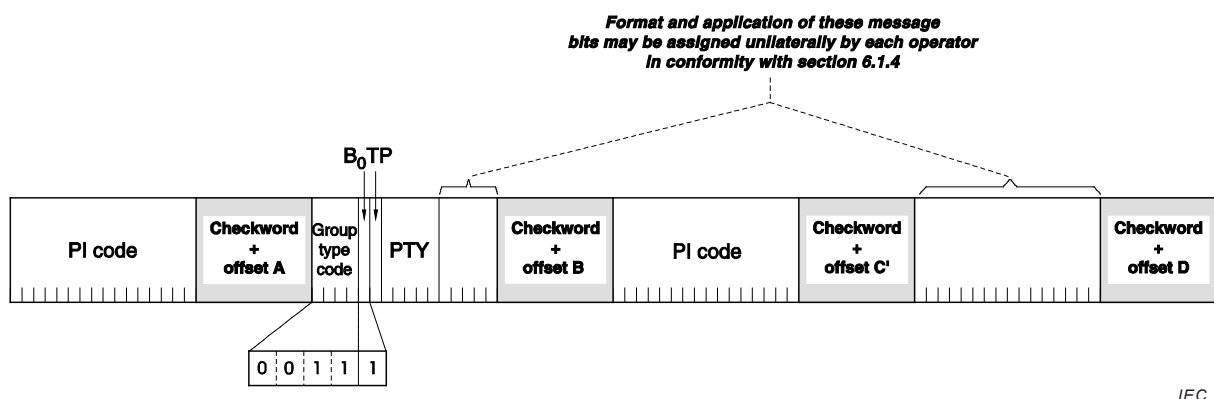 Format and application of these message
bits may be assigned unilaterally by each operator
in conformity with section 6.1.4
B₀TP
PI code
Checkword
+
offset A
Group
type
code
PTY
Checkword
+
offset B
PI code
Checkword
+
offset C'
Checkword
+
offset D
0 0 1 1 1
IEC